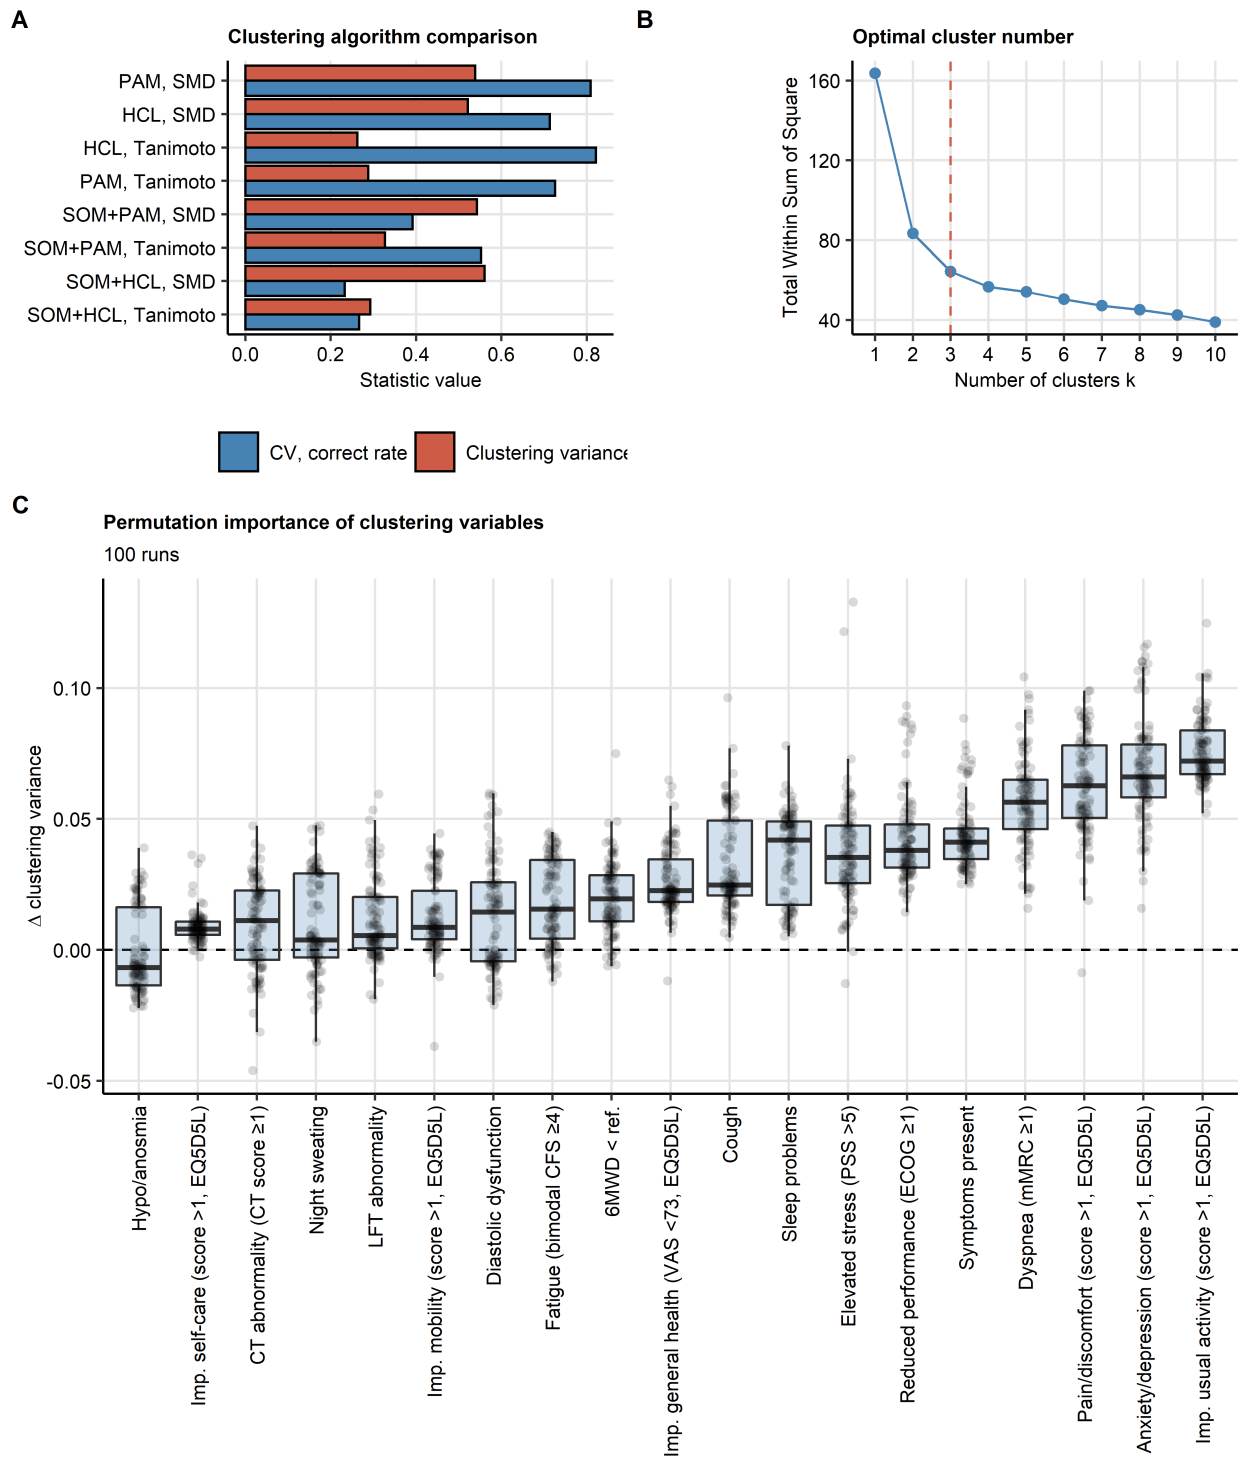 A
Clustering algorithm comparison
PAM, SMD
HCL, SMD
HCL, Tanimoto
PAM, Tanimoto
SOM+PAM, SMD
SOM+PAM, Tanimoto
SOM+HCL, SMD
SOM+HCL, Tanimoto
0.0 0.2 0.4 0.6 0.8
Statistic value
CV, correct rate
Clustering variance
B
Optimal cluster number
Total Within Sum of Square
160
120
80
40
1 2 3 4 5 6 7 8 9 10
Number of clusters k
C
Permutation importance of clustering variables
100 runs
Δ clustering variance
0.10
0.05
0.00
-0.05
Hypo/anosmia
Imp. self-care (score >1, EQ5D5L)
CT abnormality (CT score ≥1)
Night sweating
LFT abnormality
Imp. mobility (score >1, EQ5D5L)
Diastolic dysfunction
Fatigue (bimodal CFS ≥4)
6MWD < ref.
Imp. general health (VAS <73, EQ5D5L)
Cough
Sleep problems
Elevated stress (PSS >5)
Reduced performance (ECOG ≥1)
Symptoms present
Dyspnea (mMRC ≥1)
Pain/discomfort (score >1, EQ5D5L)
Anxiety/depression (score >1, EQ5D5L)
Imp. usual activity (score >1, EQ5D5L)